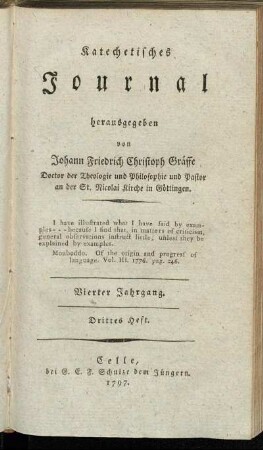 Katechetisches
Journal
herausgegeben
von
Johann Friedrich Christoph Gräffe
Doctor der Theologie und Philosophie und Pastor
an der St. Nicolai Kirche in Göttingen.
I have illustrated what I have said by exam-
ples - - - because I find that, in matters of criticism,
general observations instruct little, unless they be
explained by examples.
Monboddo. Of the origin and progress of
language. Vol. III. 1776. pag. 246.
Vierter Jahrgang.
Drittes Heft.
Celle,
bei G. E. F. Schulze dem Jüngern.
1797.